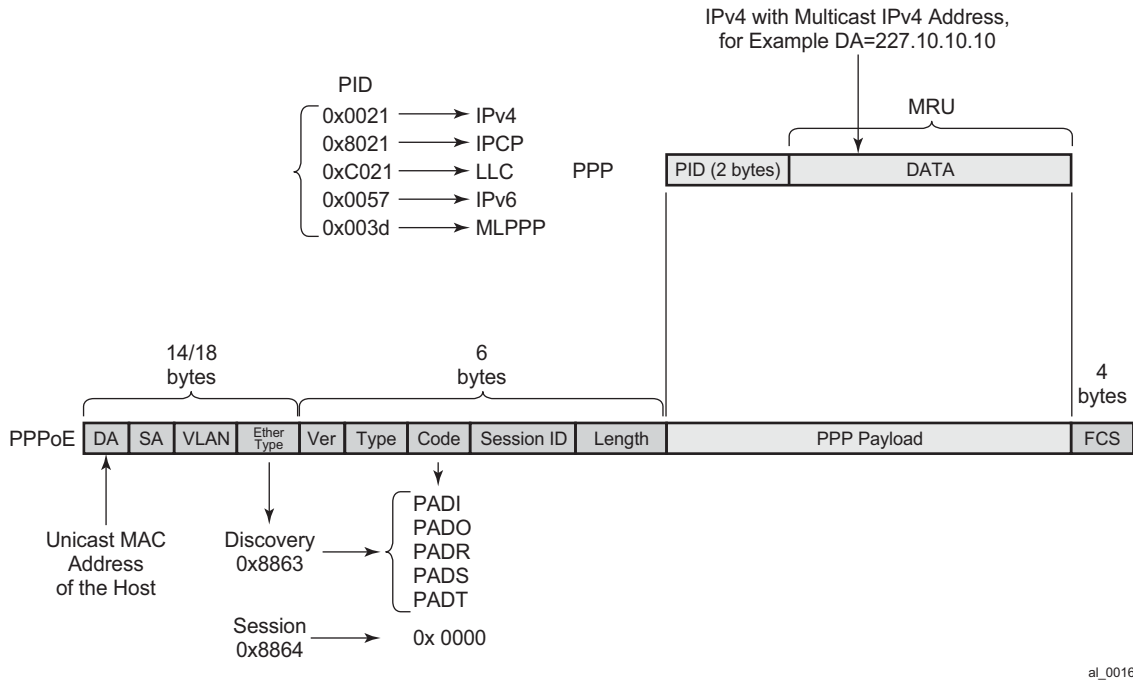 IPv4 with Multicast IPv4 Address,
for Example DA=227.10.10.10
PID
0x0021 IPv4
0x8021 IPCP
0xC021 LLC
0x0057 IPv6
0x003d MLPPP
MRU
PPP PID (2 bytes) DATA
14/18
bytes
6
bytes
4
bytes
PPPoE DA SA VLAN Ether
Type Ver Type Code Session ID Length PPP Payload FCS
Unicast MAC
Address
of the Host
Discovery
0x8863
PADI
PADO
PADR
PADS
PADT
Session
0x8864
0x 0000
al_0016